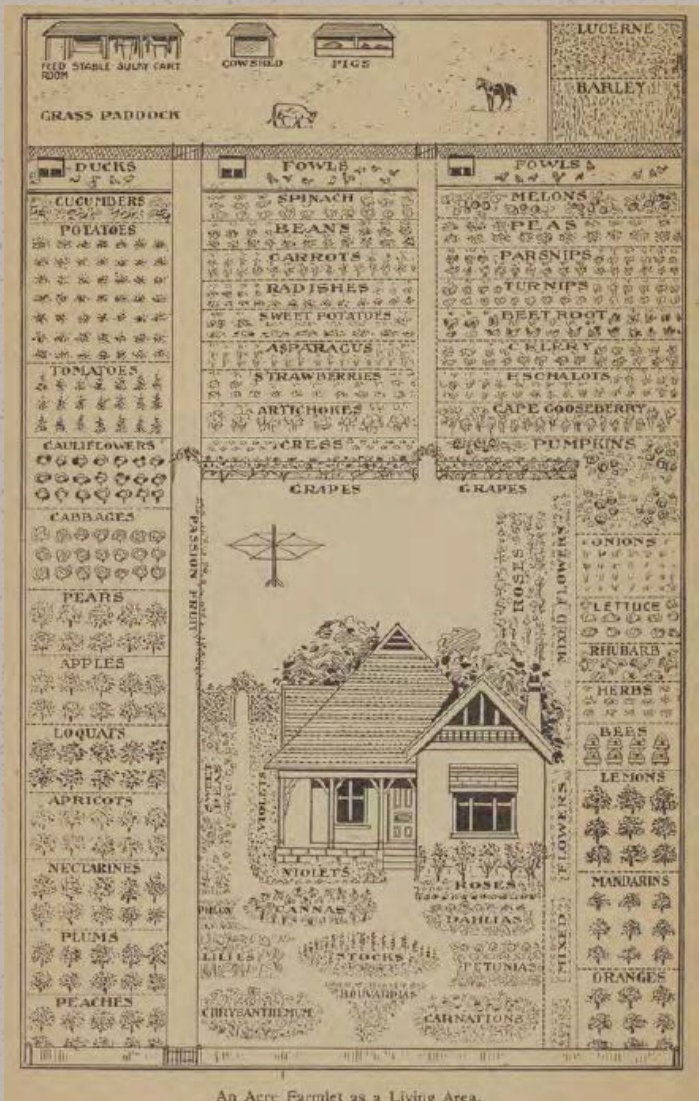 LUCERNE
FEED STABLE SULKY CART
ROOM
COWSHED
PIGS
BARLEY
GRASS PADDOCK
DUCKS
FOWLS
FOWLS
CUCUMBERS
POTATOES
TOMATOES
CAULIFLOWERS
CABBAGES
PEARS
APPLES
LOQUATS
APRICOTS
NECTARINES
PLUMS
PEACHES
SPINACH
BEANS
CARROTS
RADISHES
SWEET POTATOES
ASPARAGUS
STRAWBERRIES
ARTICHOKES
CRESS
MELONS
PEAS
PARSNIPS
TURNIPS
BEET ROOT
CELERY
ESCHALOTS
CAPE GOOSEBERRY
PUMPKINS
GRAPES
GRAPES
PASSION FRUIT
ROSES
MIXED FLOWERS
ONIONS
LETTUCE
RHUBARB
HERBS
BEES
LEMONS
MANDARINS
ORANGES
SWEET PEAS
VIOLETS
VIOLETS
ROSES
MIXED FLOWERS
PHLOX
CANNAS
DAHLIAS
LILIES
STOCKS
PETUNIAS
BOUVARDIAS
CHRYSANTHEMUM
CARNATIONS
An Acre Farmlet as a Living Area.